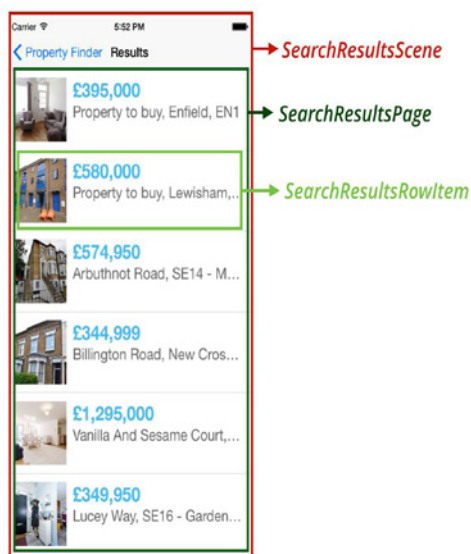 Carrier 5:52 PM
Property Finder Results
SearchResultsScene
£395,000
Property to buy, Enfield, EN1
SearchResultsPage
£580,000
Property to buy, Lewisham,...
SearchResultsRowItem
£574,950
Arbuthnot Road, SE14 - M...
£344,999
Billington Road, New Cros...
£1,295,000
Vanilla And Sesame Court,...
£349,950
Lucey Way, SE16 - Garden...